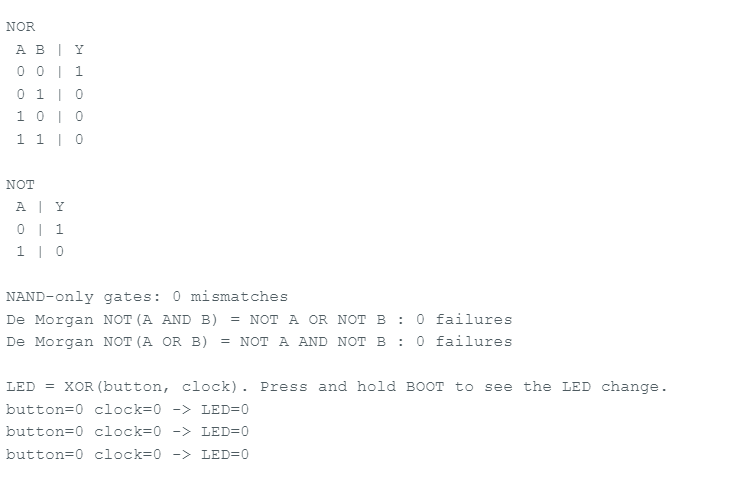 NOR
A B | Y
0 0 | 1
0 1 | 0
1 0 | 0
1 1 | 0
NOT
A | Y
0 | 1
1 | 0
NAND-only gates: 0 mismatches
De Morgan NOT(A AND B) = NOT A OR NOT B : 0 failures
De Morgan NOT(A OR B) = NOT A AND NOT B : 0 failures
LED = XOR(button, clock). Press and hold BOOT to see the LED change.
button=0 clock=0 -> LED=0
button=0 clock=0 -> LED=0
button=0 clock=0 -> LED=0